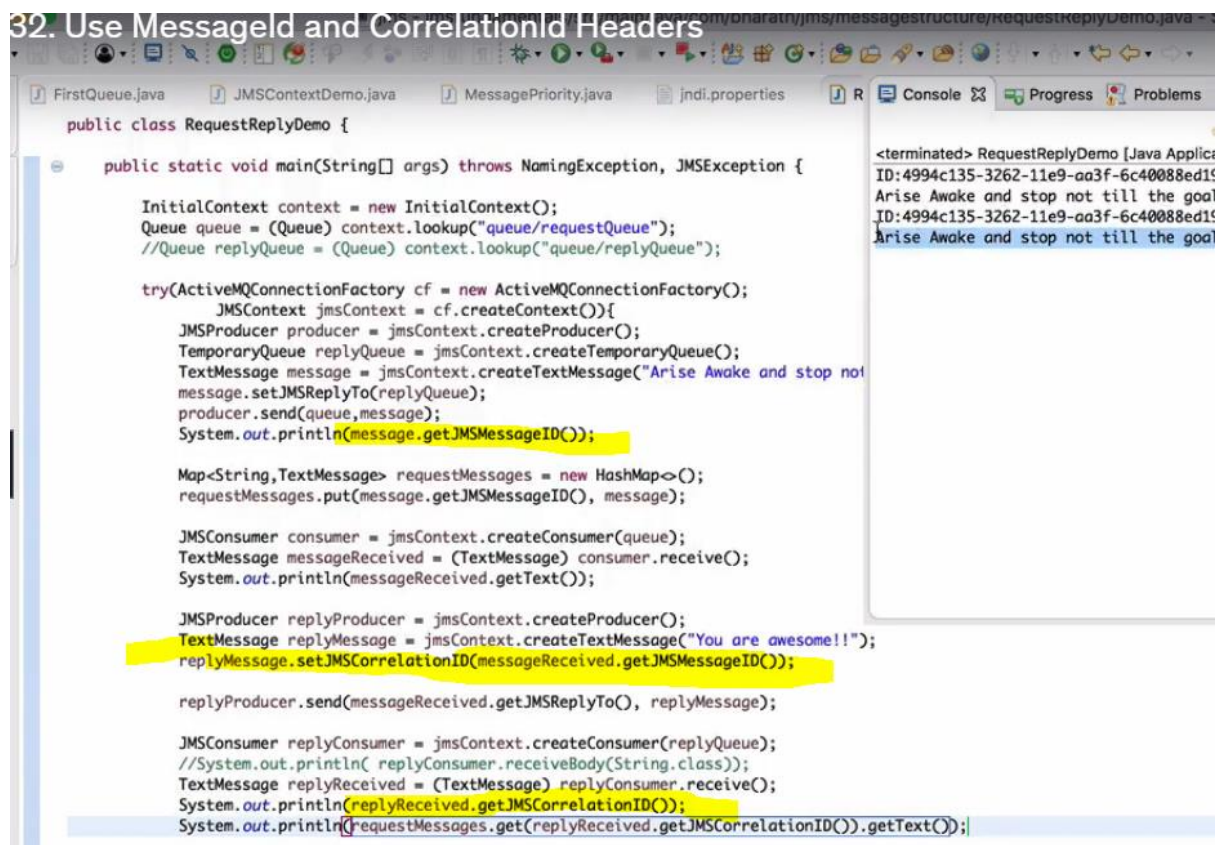 32. Use MessageId and CorrelationId Headers
FirstQueue.java JMSContextDemo.java MessagePriority.java jndi.properties R Console Progress Problems
public class RequestReplyDemo {
public static void main(String[] args) throws NamingException, JMSException {
InitialContext context = new InitialContext();
Queue queue = (Queue) context.lookup("queue/requestQueue");
//Queue replyQueue = (Queue) context.lookup("queue/replyQueue");
try(ActiveMQConnectionFactory cf = new ActiveMQConnectionFactory();
JMSContext jmsContext = cf.createContext()){
JMSProducer producer = jmsContext.createProducer();
TemporaryQueue replyQueue = jmsContext.createTemporaryQueue();
TextMessage message = jmsContext.createTextMessage("Arise Awake and stop not
message.setJMSReplyTo(replyQueue);
producer.send(queue,message);
System.out.println(message.getJMSMessageID());
Map<String,TextMessage> requestMessages = new HashMap<>();
requestMessages.put(message.getJMSMessageID(), message);
JMSConsumer consumer = jmsContext.createConsumer(queue);
TextMessage messageReceived = (TextMessage) consumer.receive();
System.out.println(messageReceived.getText());
JMSProducer replyProducer = jmsContext.createProducer();
TextMessage replyMessage = jmsContext.createTextMessage("You are awesome!!");
replyMessage.setJMSCorrelationID(messageReceived.getJMSMessageID());
replyProducer.send(messageReceived.getJMSReplyTo(), replyMessage);
JMSConsumer replyConsumer = jmsContext.createConsumer(replyQueue);
//System.out.println( replyConsumer.receiveBody(String.class));
TextMessage replyReceived = (TextMessage) replyConsumer.receive();
System.out.println(replyReceived.getJMSCorrelationID());
System.out.println(requestMessages.get(replyReceived.getJMSCorrelationID()).getText());
<terminated> RequestReplyDemo [Java Applica
ID:4994c135-3262-11e9-aa3f-6c40088ed19
Arise Awake and stop not till the goal
ID:4994c135-3262-11e9-aa3f-6c40088ed19
Arise Awake and stop not till the goal